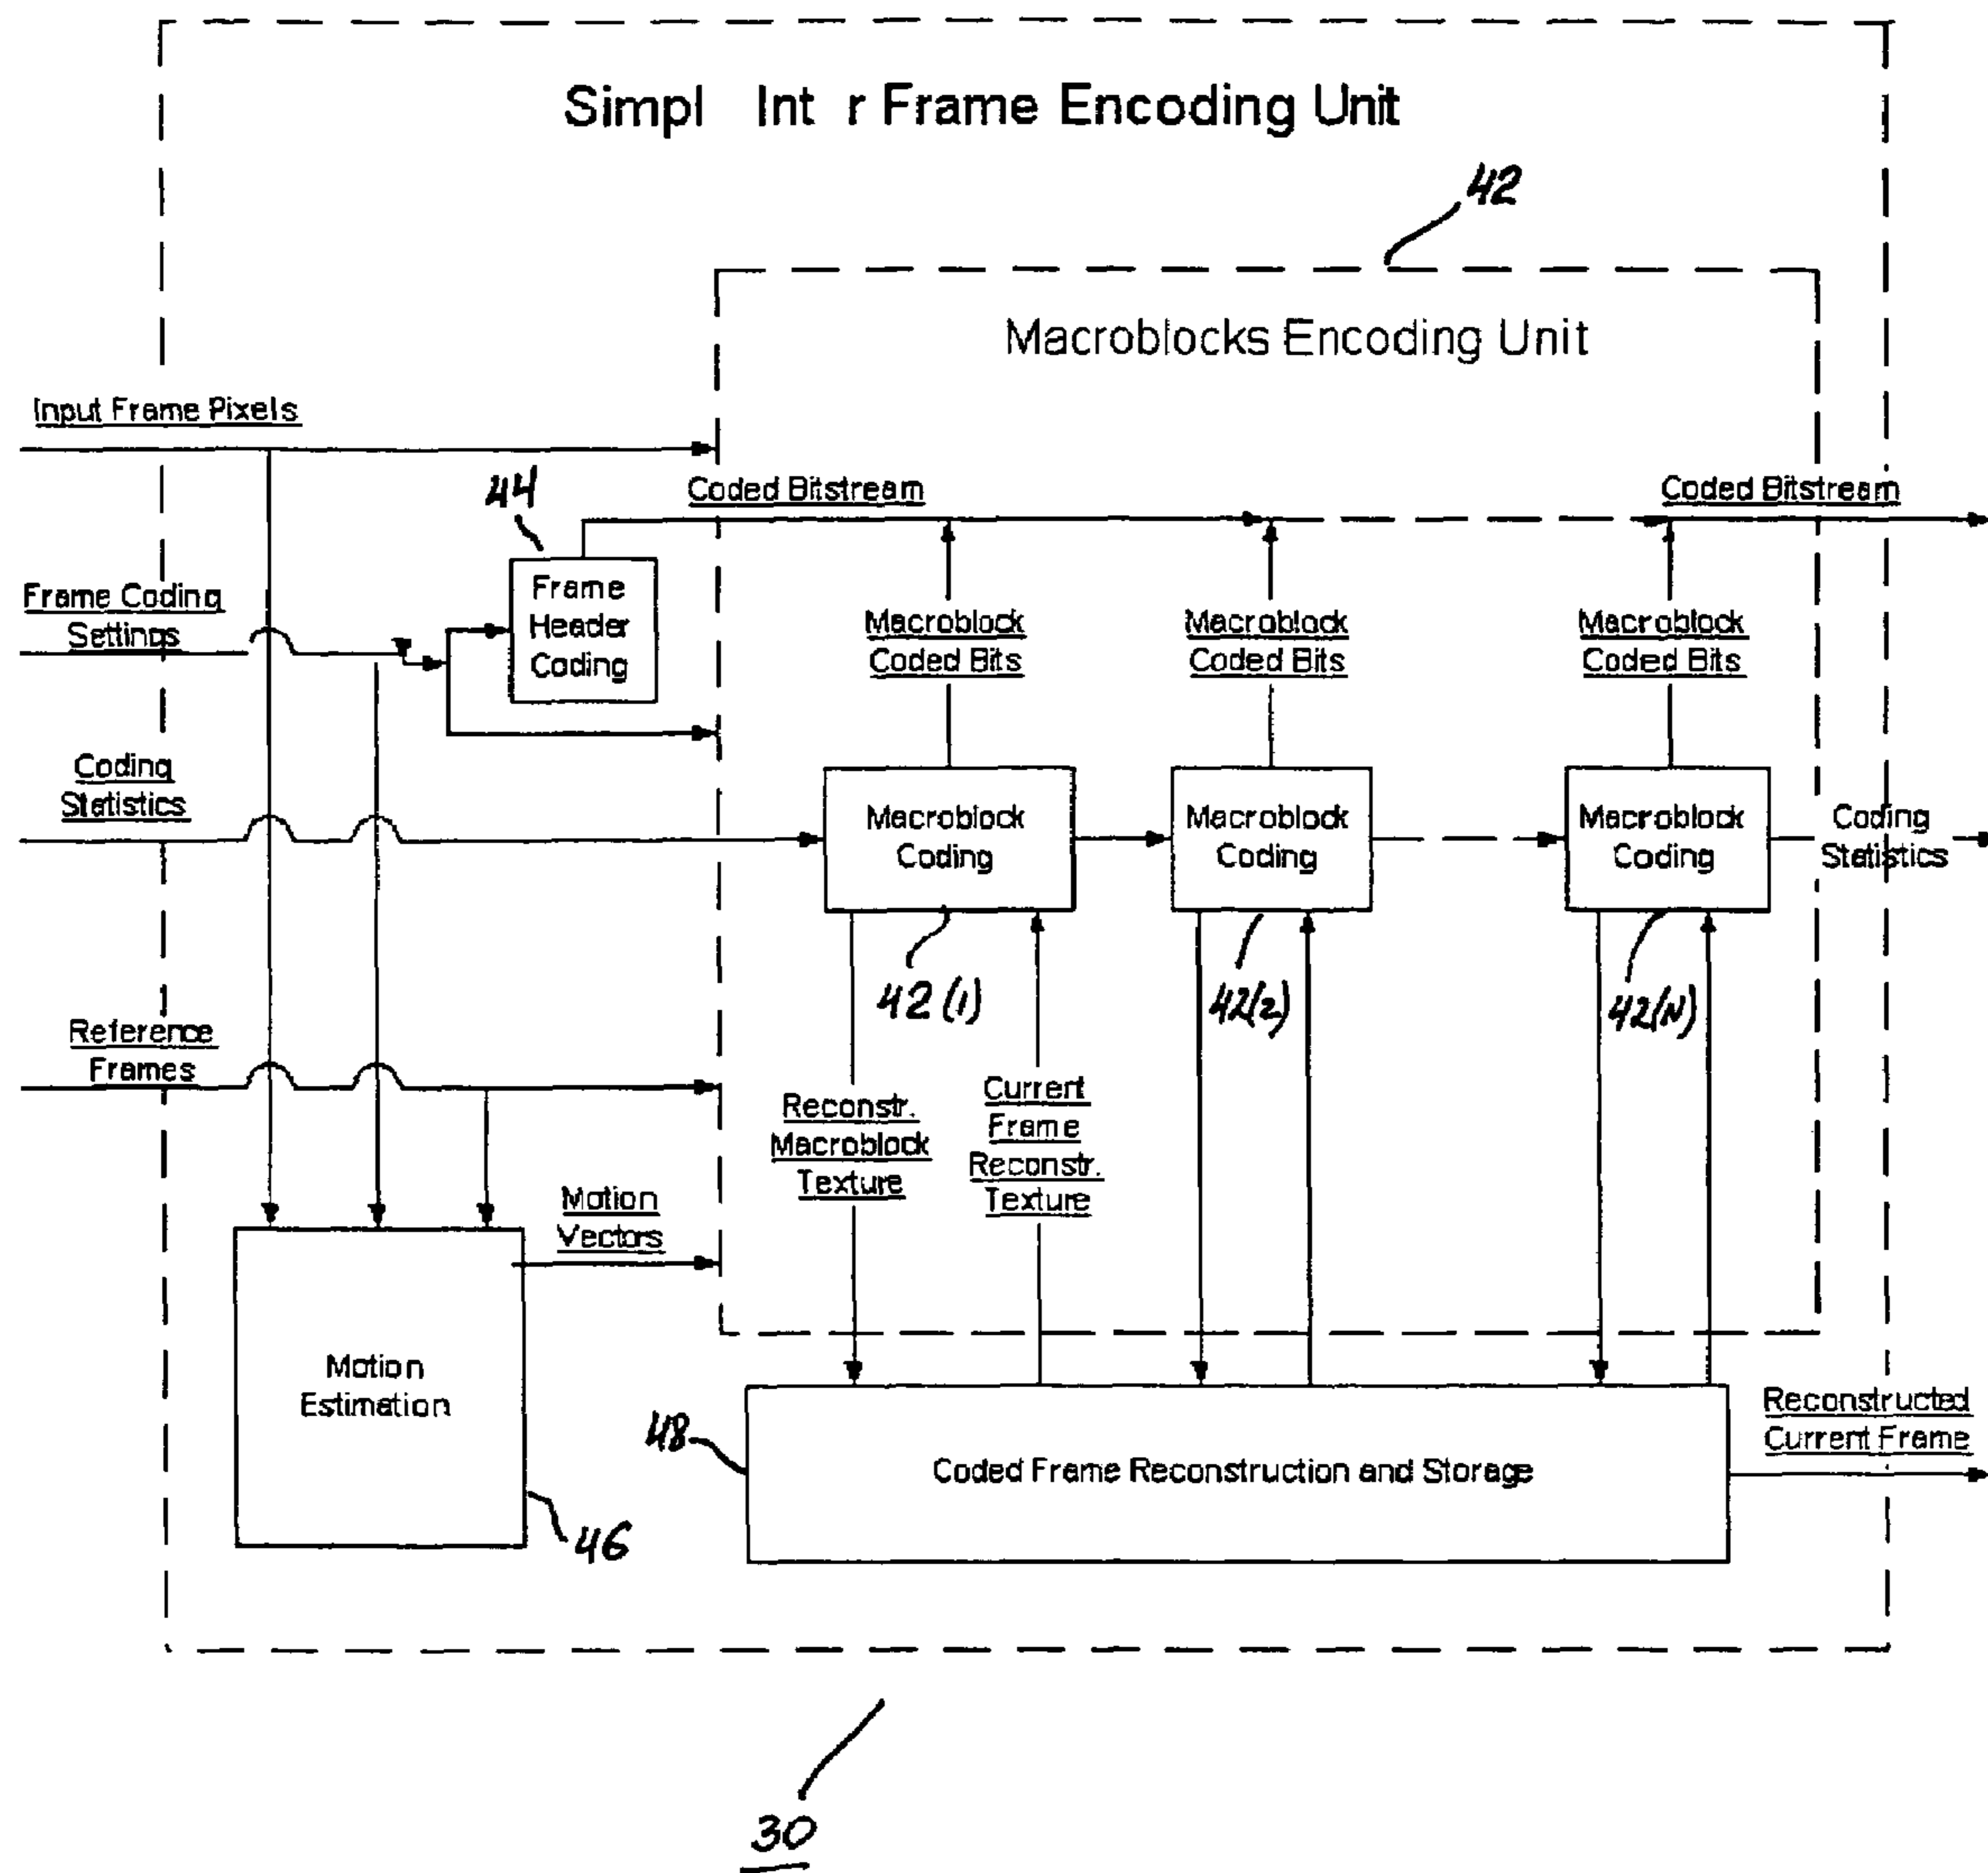 Simpl Int r Frame Encoding Unit
42
Macroblocks Encoding Unit
Input Frame Pixels
44
Coded Bitstream
Coded Bitstream
Frame Coding
Settings
Frame
Header
Coding
Macroblock
Coded Bits
Macroblock
Coded Bits
Macroblock
Coded Bits
Coding
Statistics
Macroblock
Coding
Macroblock
Coding
Macroblock
Coding
Coding
Statistics
42(1)
42(2)
42(N)
Reference
Frames
Reconstr.
Macroblock
Texture
Current
Frame
Reconstr.
Texture
Motion
Vectors
Motion
Estimation
46
48
Coded Frame Reconstruction and Storage
Reconstructed
Current Frame
30